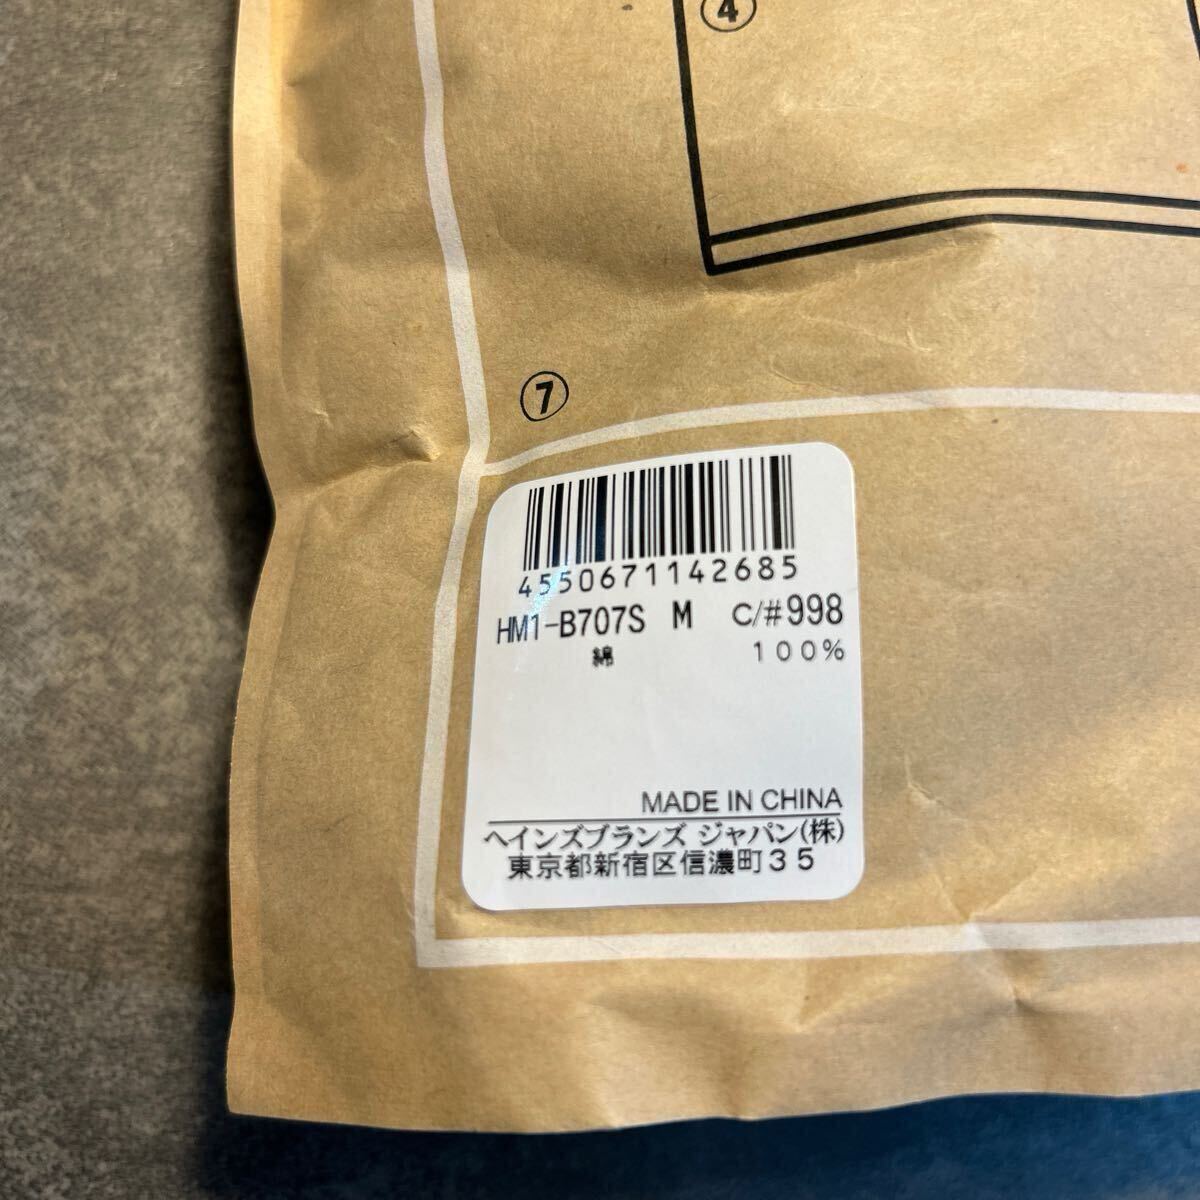 ④
⑦
4550671142685
HM1-B707S M C/#998
綿 100%
MADE IN CHINA
ヘインズブランズ ジャパン(株)
東京都新宿区信濃町35